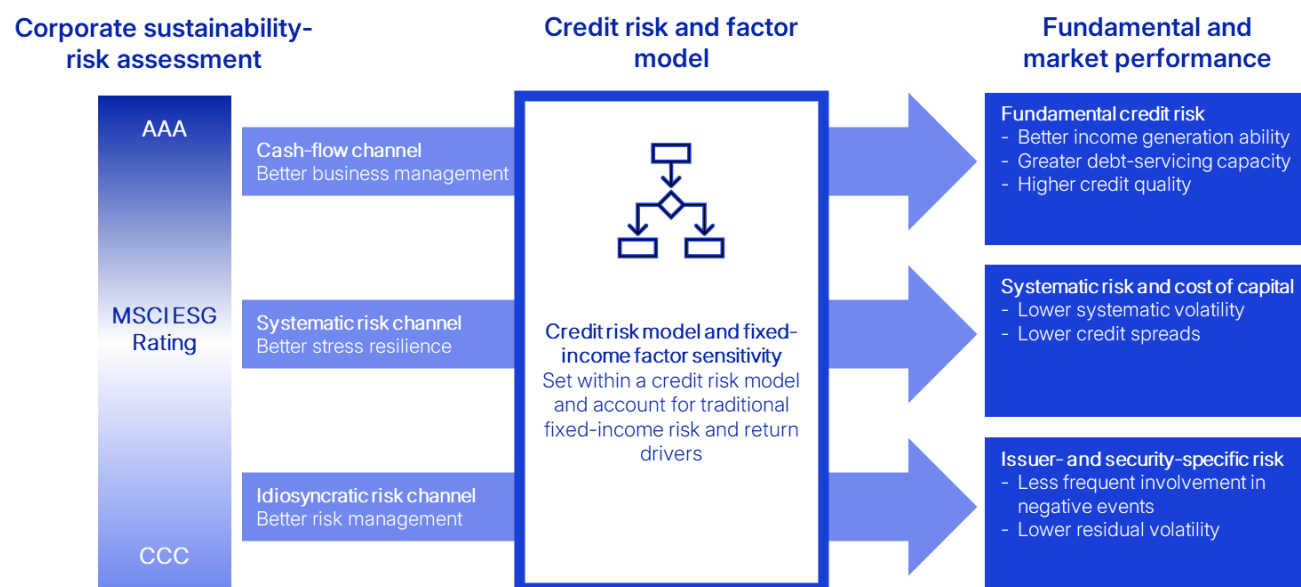 Corporate sustainability-
risk assessment
Credit risk and factor
model
Fundamental and
market performance
AAA
MSCI ESG
Rating
CCC
Cash-flow channel
Better business management
Systematic risk channel
Better stress resilience
Idiosyncratic risk channel
Better risk management
Credit risk model and fixed-
income factor sensitivity
Set within a credit risk model
and account for traditional
fixed-income risk and return
drivers
Fundamental credit risk
- Better income generation ability
- Greater debt-servicing capacity
- Higher credit quality
Systematic risk and cost of capital
- Lower systematic volatility
- Lower credit spreads
Issuer- and security-specific risk
- Less frequent involvement in
negative events
- Lower residual volatility